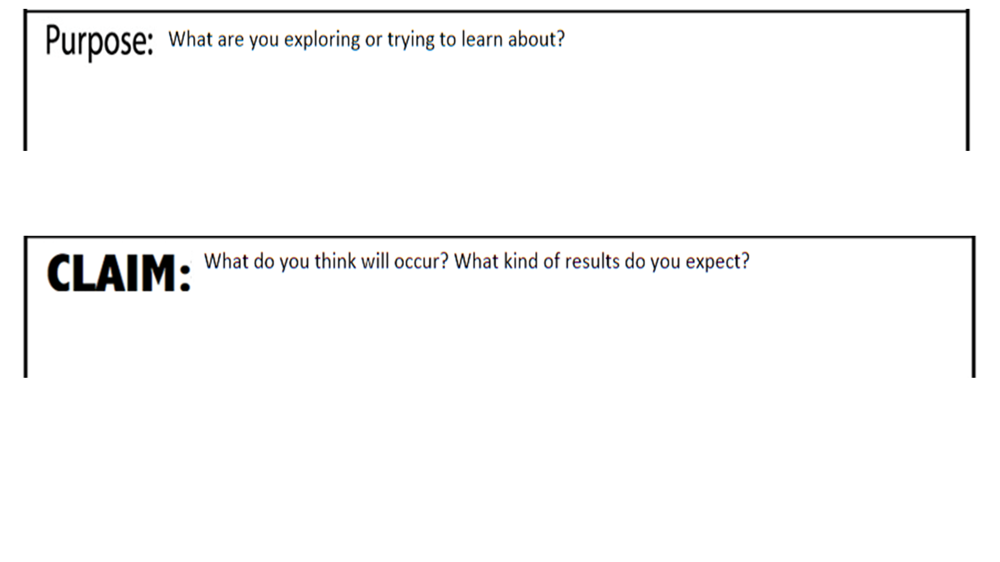 Purpose: What are you exploring or trying to learn about?
CLAIM: What do you think will occur? What kind of results do you expect?